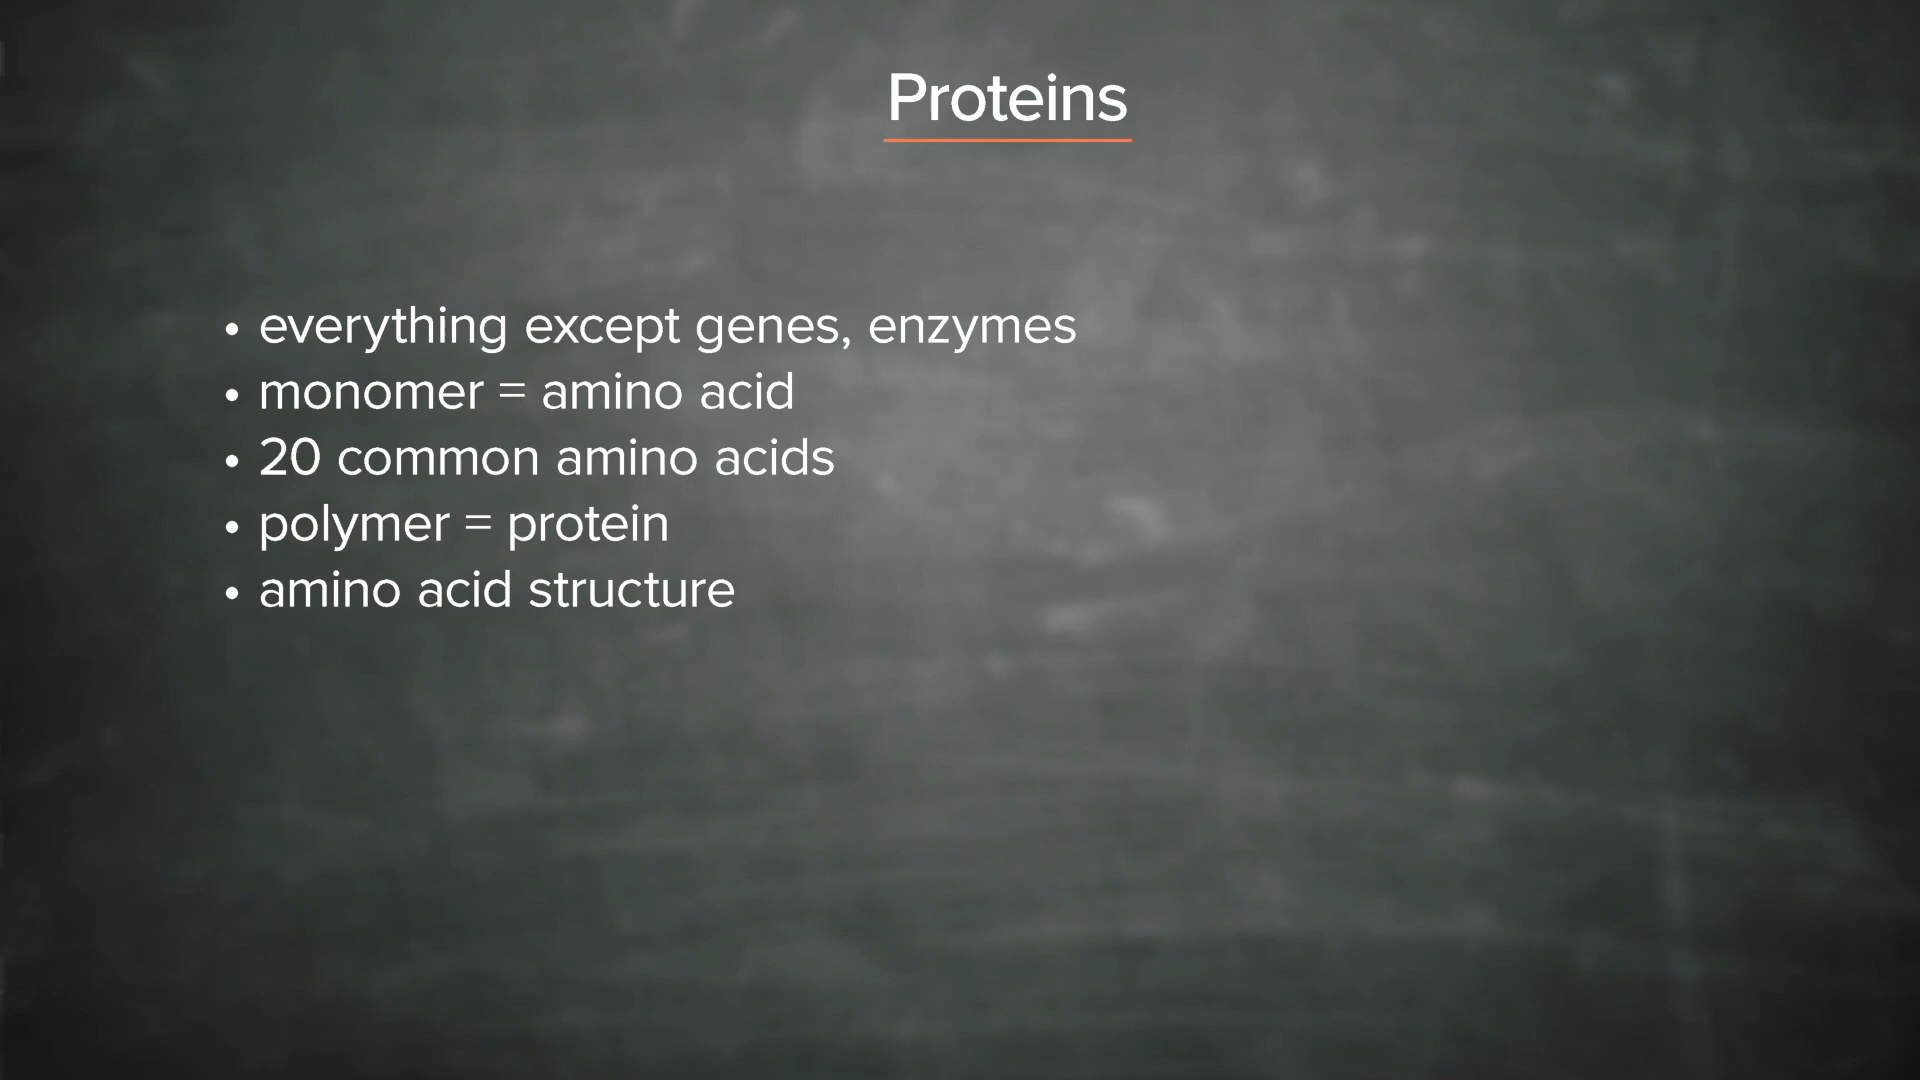 Proteins
• everything except genes, enzymes
• monomer = amino acid
• 20 common amino acids
• polymer = protein
• amino acid structure